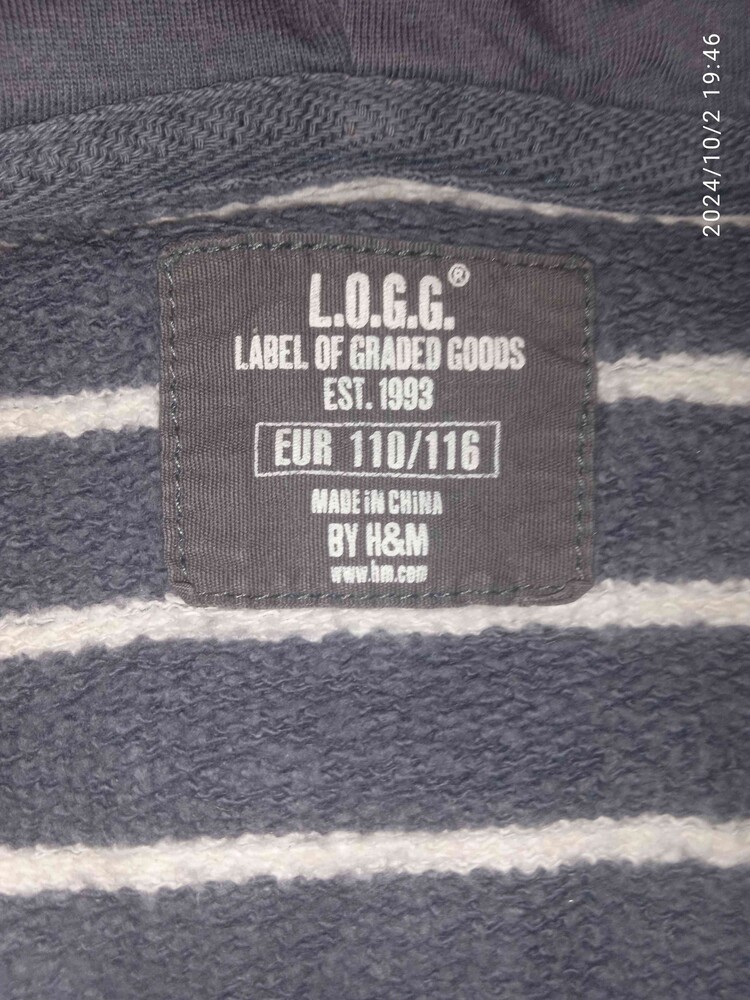 L.O.G.G.®
LABEL OF GRADED GOODS
EST. 1993
EUR 110/116
MADE IN CHINA
BY H&M
www.hm.com
2024/10/2 19:46